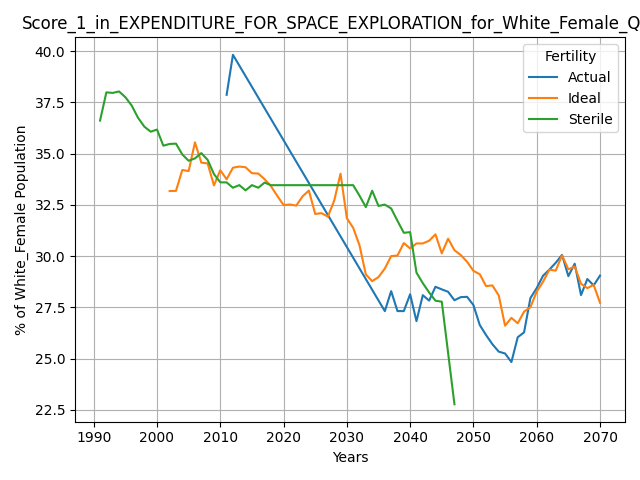 Score_1_in_EXPENDITURE_FOR_SPACE_EXPLORATION_for_White_Female_Q
% of White_Female Population
40.0
37.5
35.0
32.5
30.0
27.5
25.0
22.5
Fertility
Actual
Ideal
Sterile
1990 2000 2010 2020 2030 2040 2050 2060 2070
Years